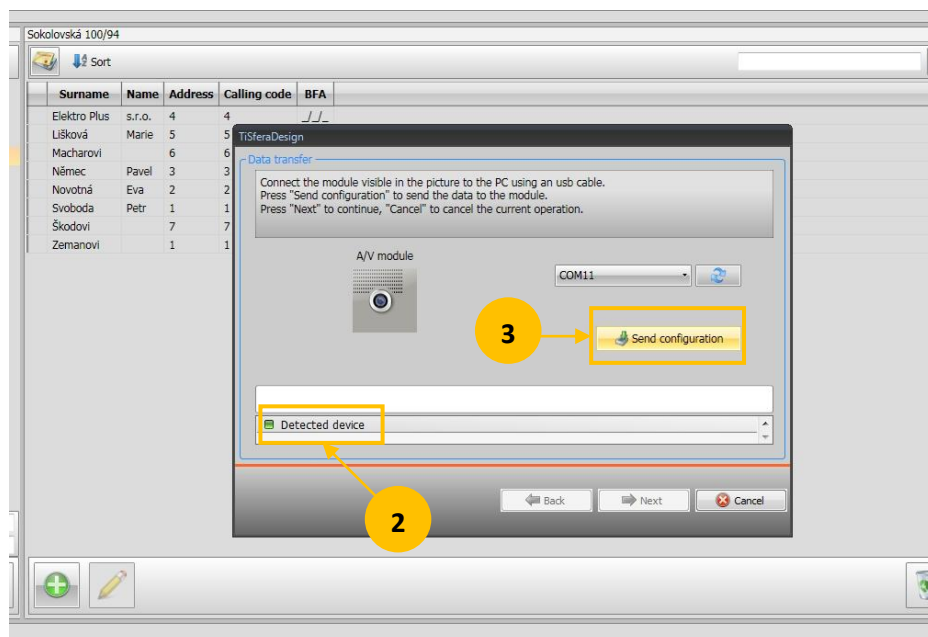 Sokolovská 100/94
Sort
Surname Name Address Calling code BFA
Elektro Plus s.r.o. 4 4 _/_/_
Lišková Marie 5 5
Macharovi 6 6
Němec Pavel 3 3
Novotná Eva 2 2
Svoboda Petr 1 1
Škodovi 7 7
Zemanovi 1 1
TiSferaDesign
Data transfer
Connect the module visible in the picture to the PC using an usb cable.
Press "Send configuration" to send the data to the module.
Press "Next" to continue, "Cancel" to cancel the current operation.
A/V module
COM11
3
Send configuration
Detected device
Back Next Cancel
2